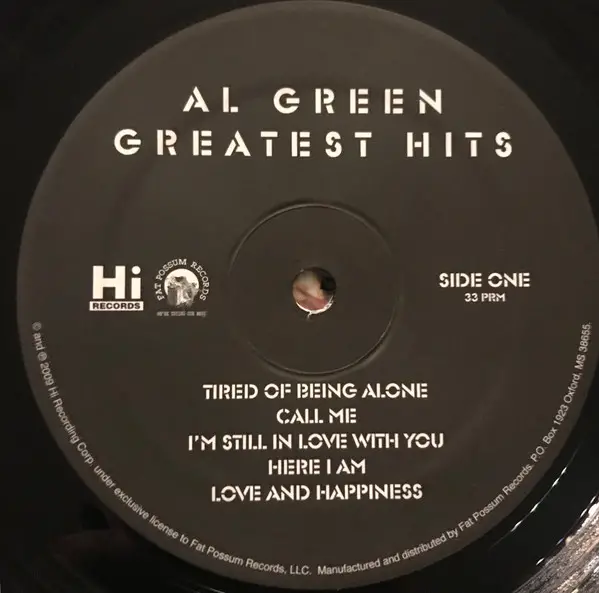 AL GREEN
GREATEST HITS
Hi
RECORDS
FAT POSSUM RECORDS
SIDE ONE
33 PRM
TIRED OF BEING ALONE
CALL ME
I'M STILL IN LOVE WITH YOU
HERE I AM
LOVE AND HAPPINESS
© and ℗ 2009 Hi Recording Corp. under exclusive license to Fat Possum Records, LLC. Manufactured and distributed by Fat Possum Records. P.O. Box 1923 Oxford, MS 38655.